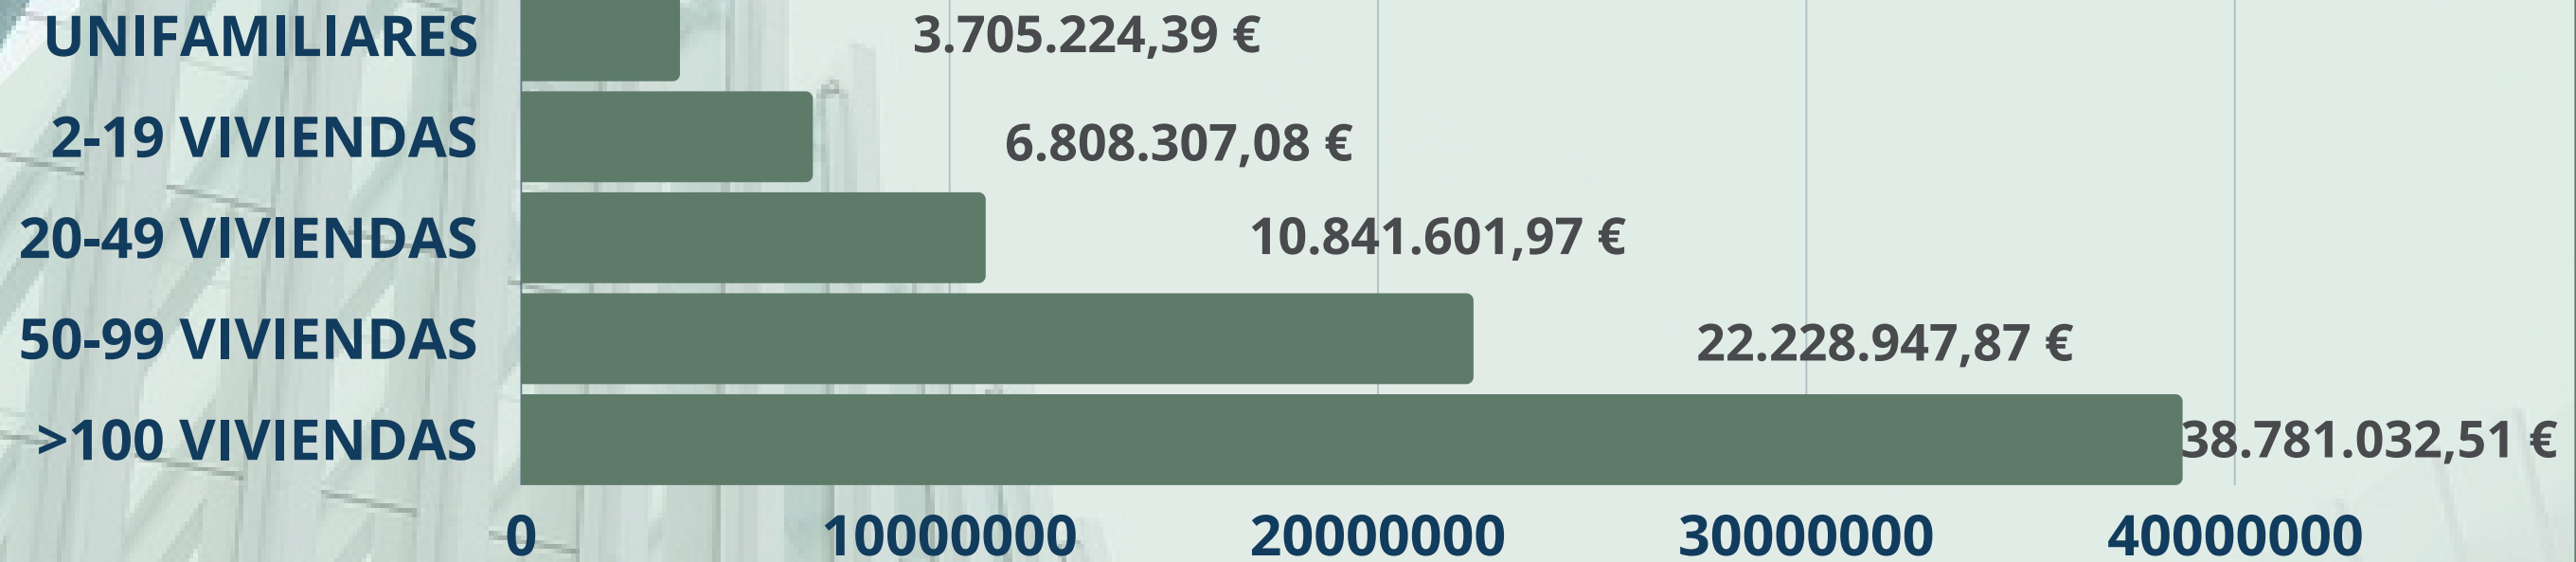 UNIFAMILIARES 3.705.224,39 €
2-19 VIVIENDAS 6.808.307,08 €
20-49 VIVIENDAS 10.841.601,97 €
50-99 VIVIENDAS 22.228.947,87 €
>100 VIVIENDAS 38.781.032,51 €
0 10000000 20000000 30000000 40000000